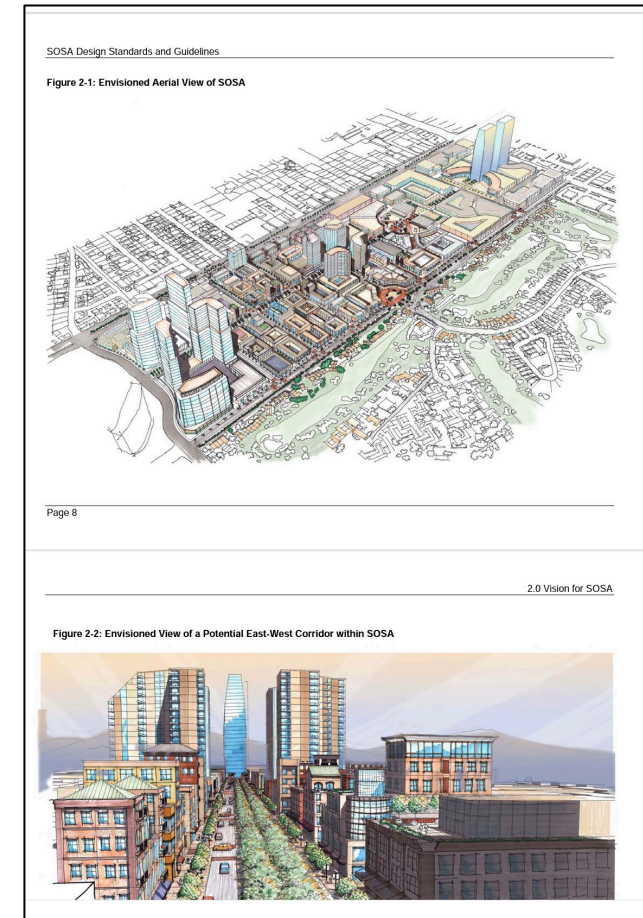 SOSA Design Standards and Guidelines
Figure 2-1: Envisioned Aerial View of SOSA
Page 8
2.0 Vision for SOSA
Figure 2-2: Envisioned View of a Potential East-West Corridor within SOSA